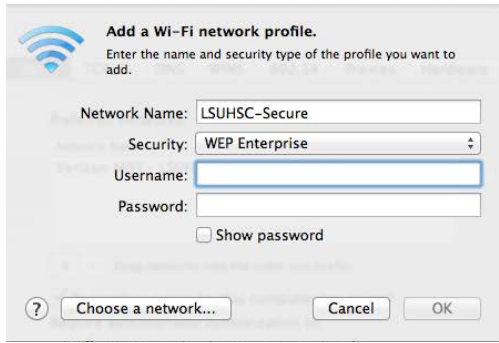 Add a Wi-Fi network profile.
Enter the name and security type of the profile you want to
add.
Network Name: LSUHSC-Secure
Security: WEP Enterprise
Username:
Password:
Show password
? Choose a network... Cancel OK